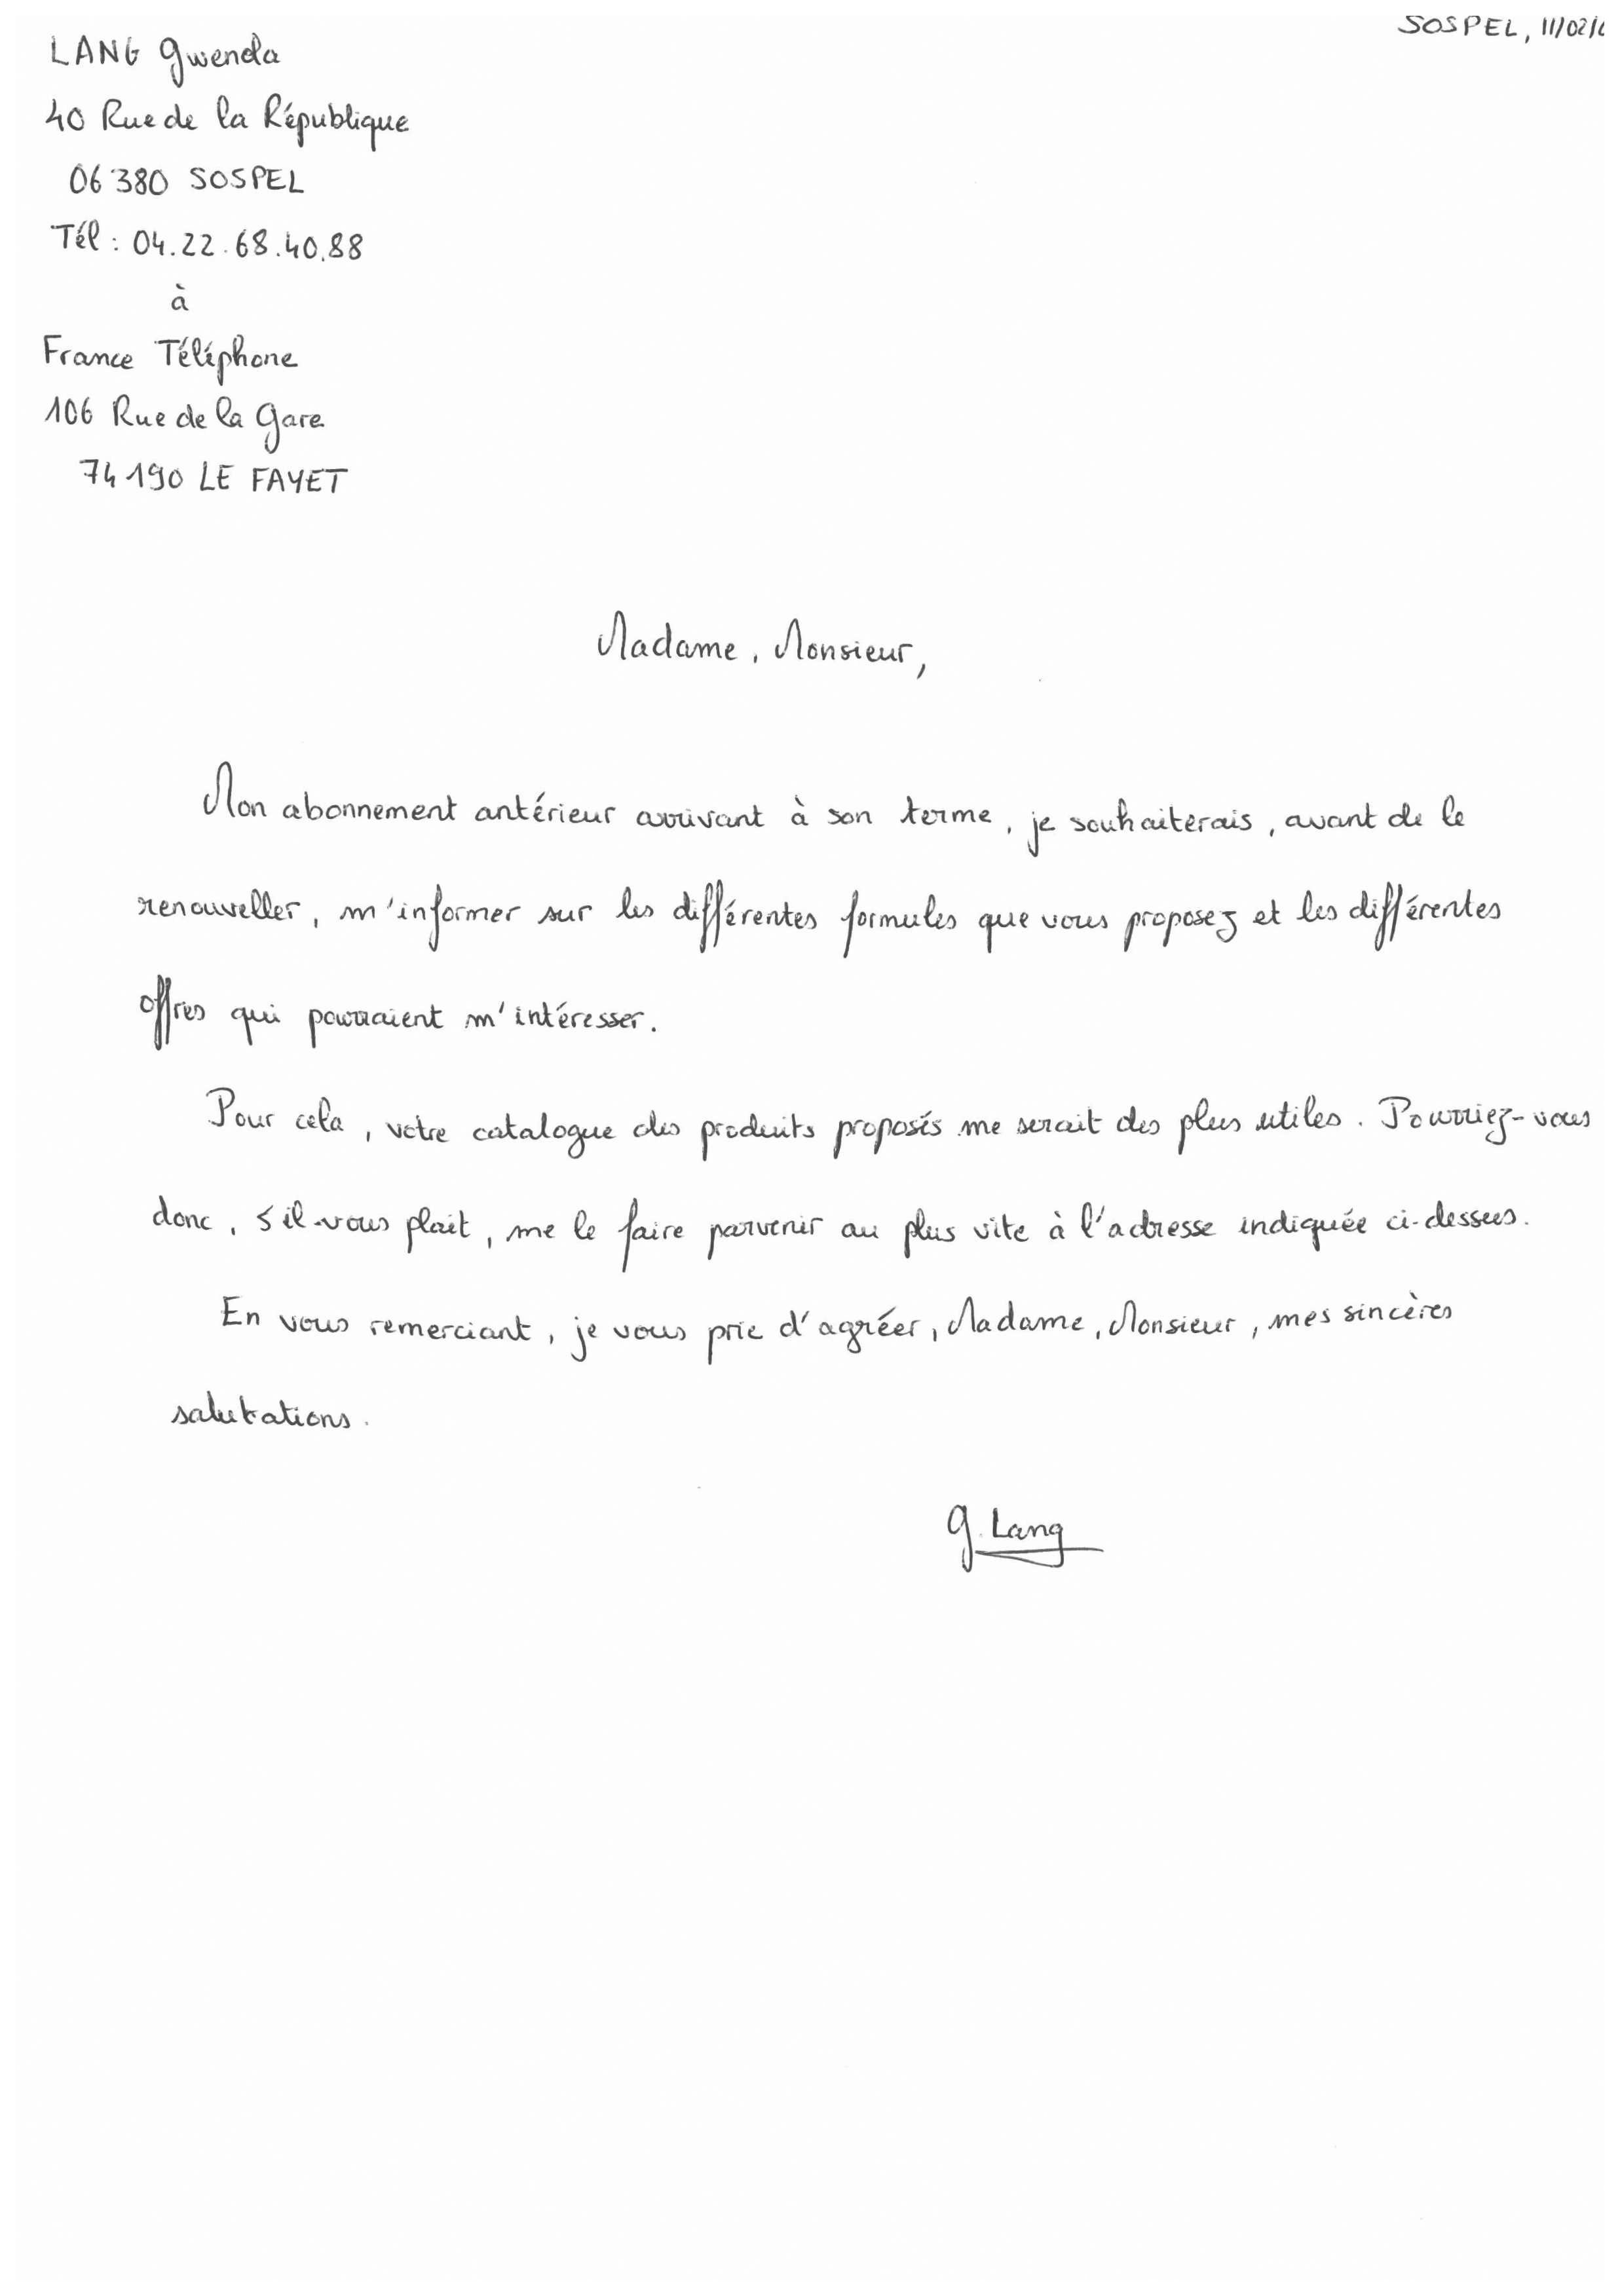 SOSPEL, 11/02/
LANG Gwenda
40 Rue de la République
06380 SOSPEL
Tél : 04.22.68.40.88
à
France Téléphone
106 Rue de la Gare
74190 LE FAYET
Madame, Monsieur,
Mon abonnement antérieur arrivant à son terme, je souhaiterais, avant de le
renouveller, m'informer sur les différentes formules que vous proposez et les différentes
offres qui pourraient m'intéresser.
Pour cela, votre catalogue des produits proposés me serait des plus utiles. Pourriez-vous
donc, s'il-vous plait, me le faire parvenir au plus vite à l'adresse indiquée ci-dessus.
En vous remerciant, je vous prie d'agréer, Madame, Monsieur, mes sincères
salutations.
G. Lang